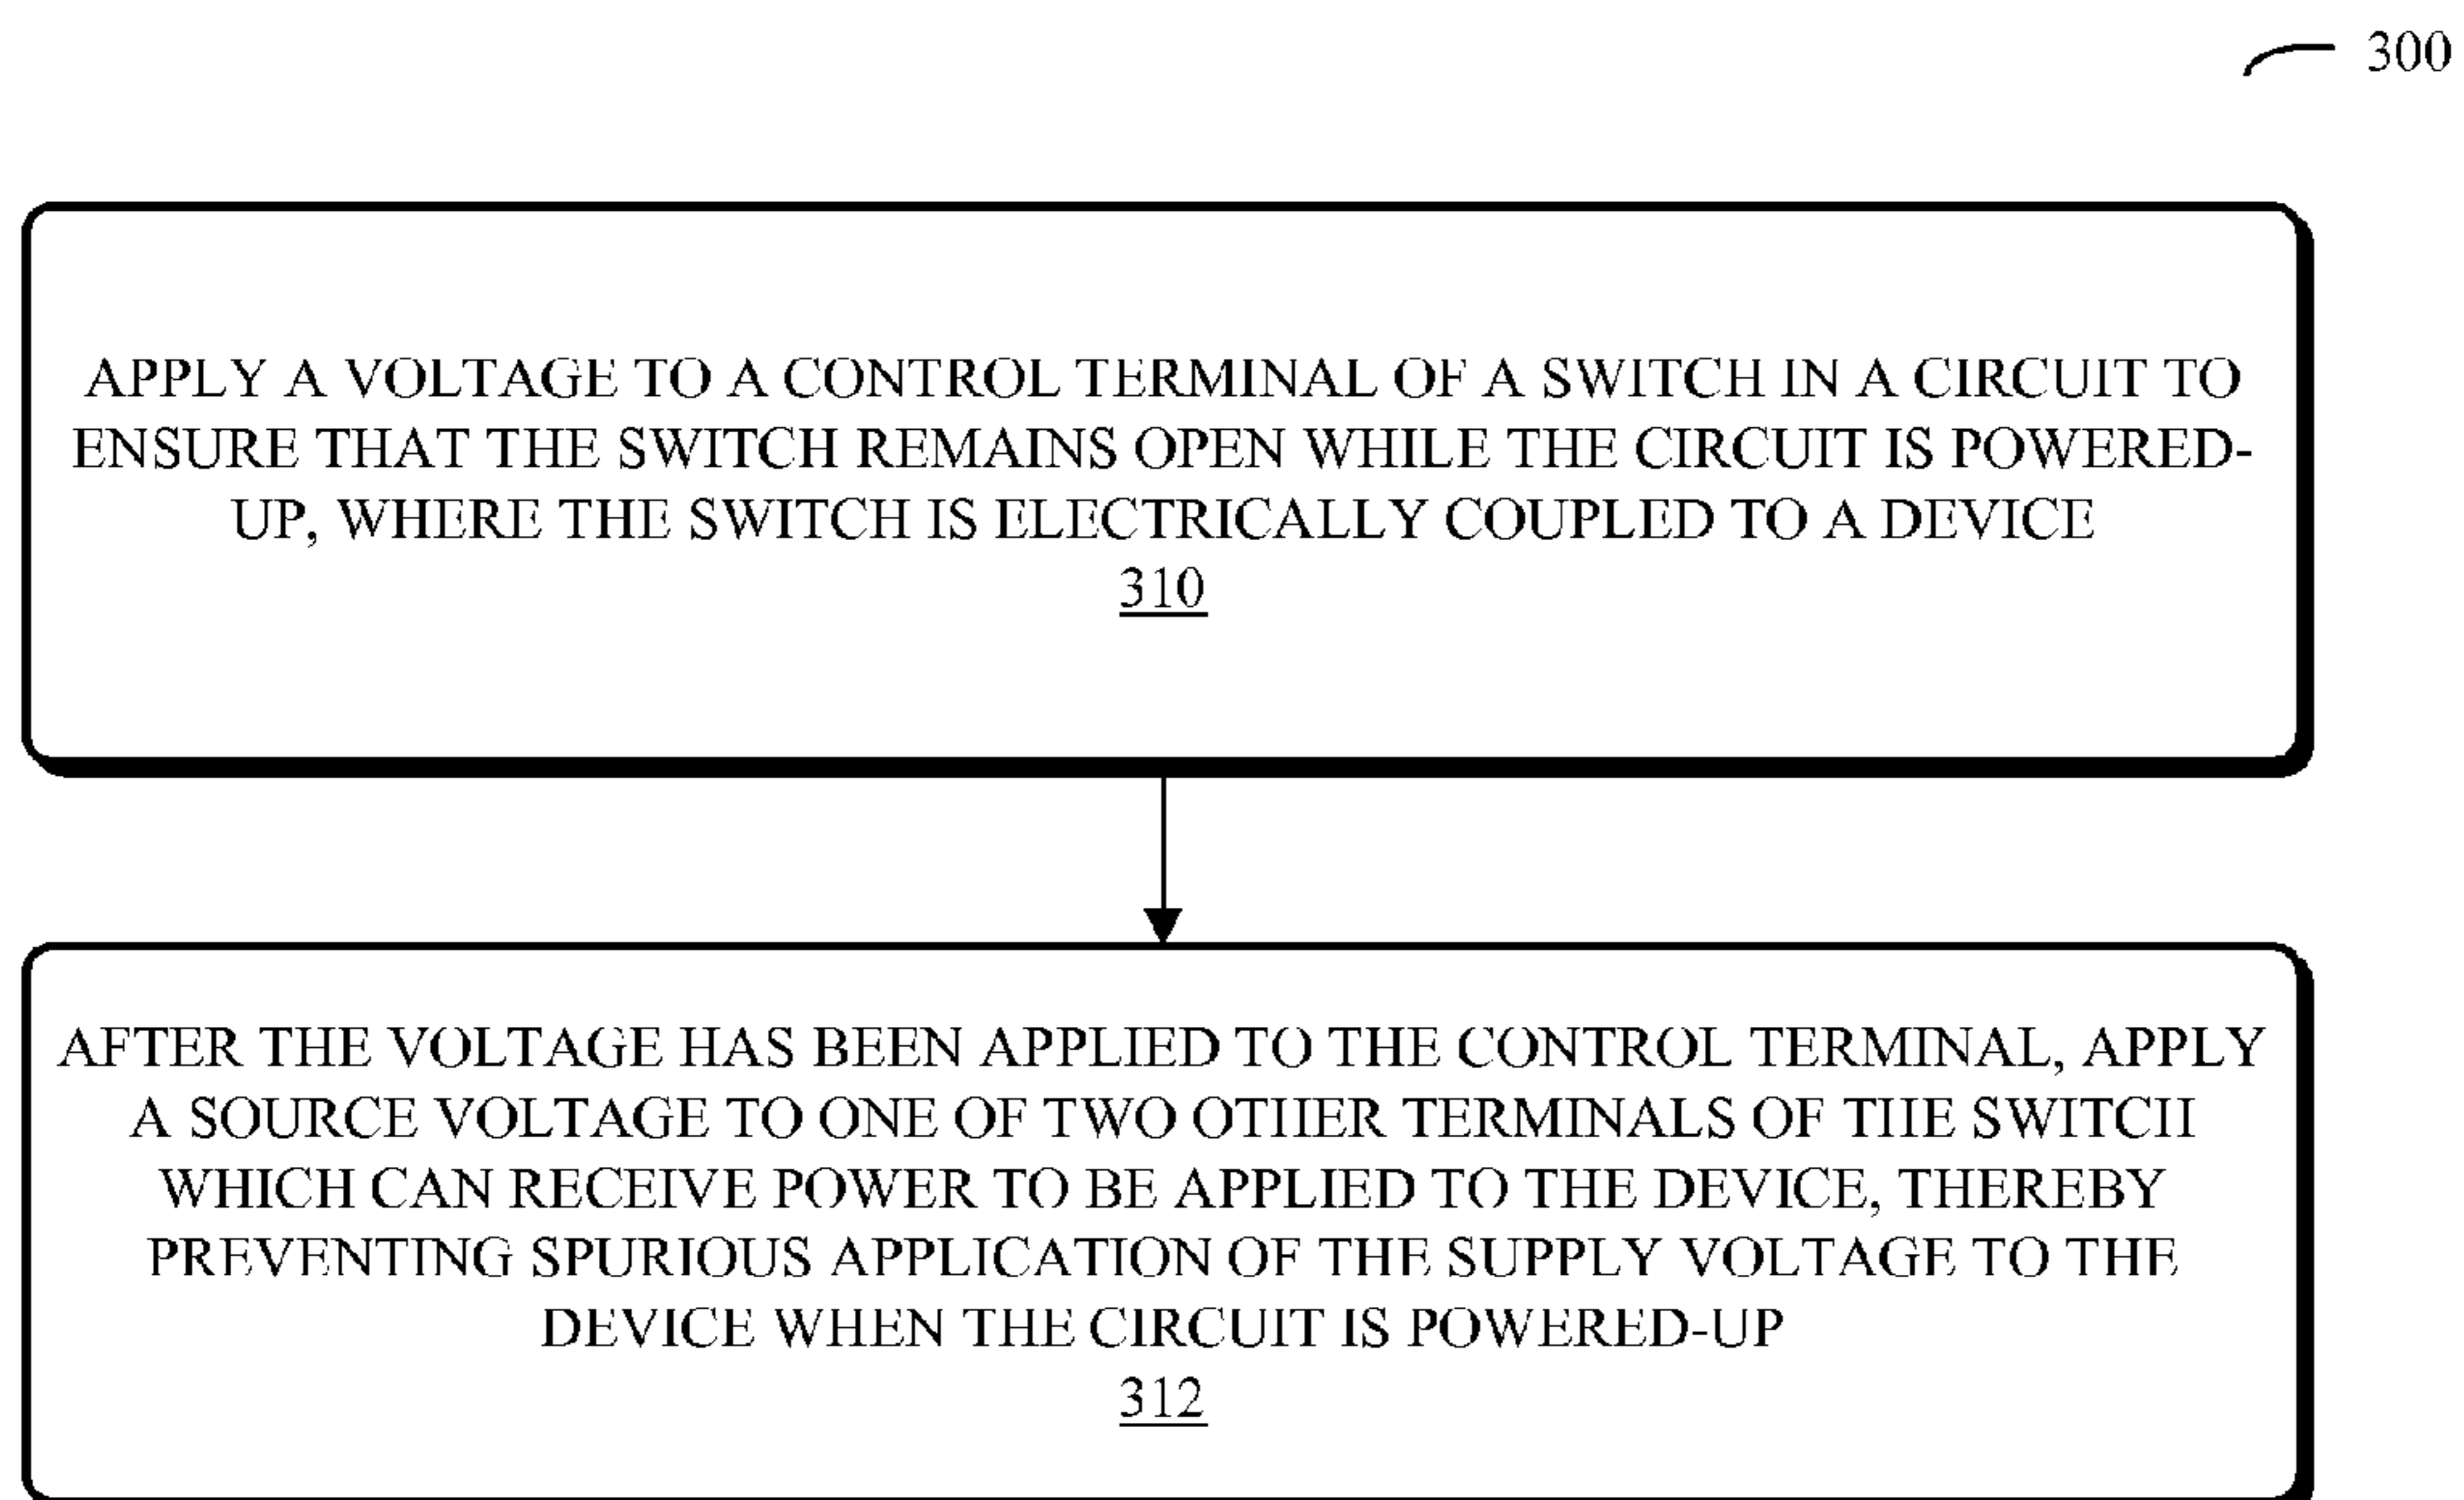 300
APPLY A VOLTAGE TO A CONTROL TERMINAL OF A SWITCH IN A CIRCUIT TO
ENSURE THAT THE SWITCH REMAINS OPEN WHILE THE CIRCUIT IS POWERED-
UP, WHERE THE SWITCH IS ELECTRICALLY COUPLED TO A DEVICE
310
AFTER THE VOLTAGE HAS BEEN APPLIED TO THE CONTROL TERMINAL, APPLY
A SOURCE VOLTAGE TO ONE OF TWO OTHER TERMINALS OF THE SWITCH
WHICH CAN RECEIVE POWER TO BE APPLIED TO THE DEVICE, THEREBY
PREVENTING SPURIOUS APPLICATION OF THE SUPPLY VOLTAGE TO THE
DEVICE WHEN THE CIRCUIT IS POWERED-UP
312